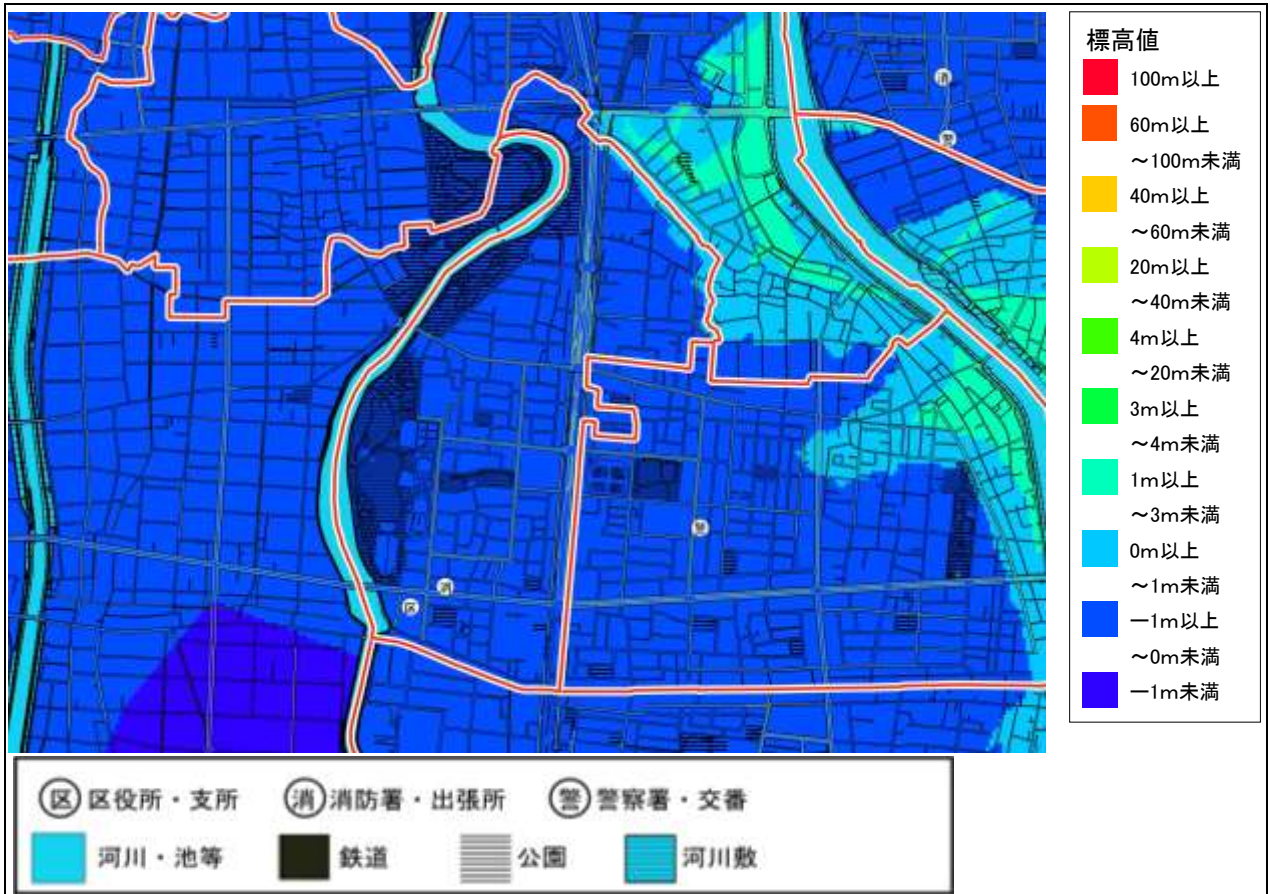 消
警
警
消
区
標高値
100m以上
60m以上
～100m未満
40m以上
～60m未満
20m以上
～40m未満
4m以上
～20m未満
3m以上
～4m未満
1m以上
～3m未満
0m以上
～1m未満
－1m以上
～0m未満
－1m未満
区 区役所・支所 消 消防署・出張所 警 警察署・交番
河川・池等 鉄道 公園 河川敷